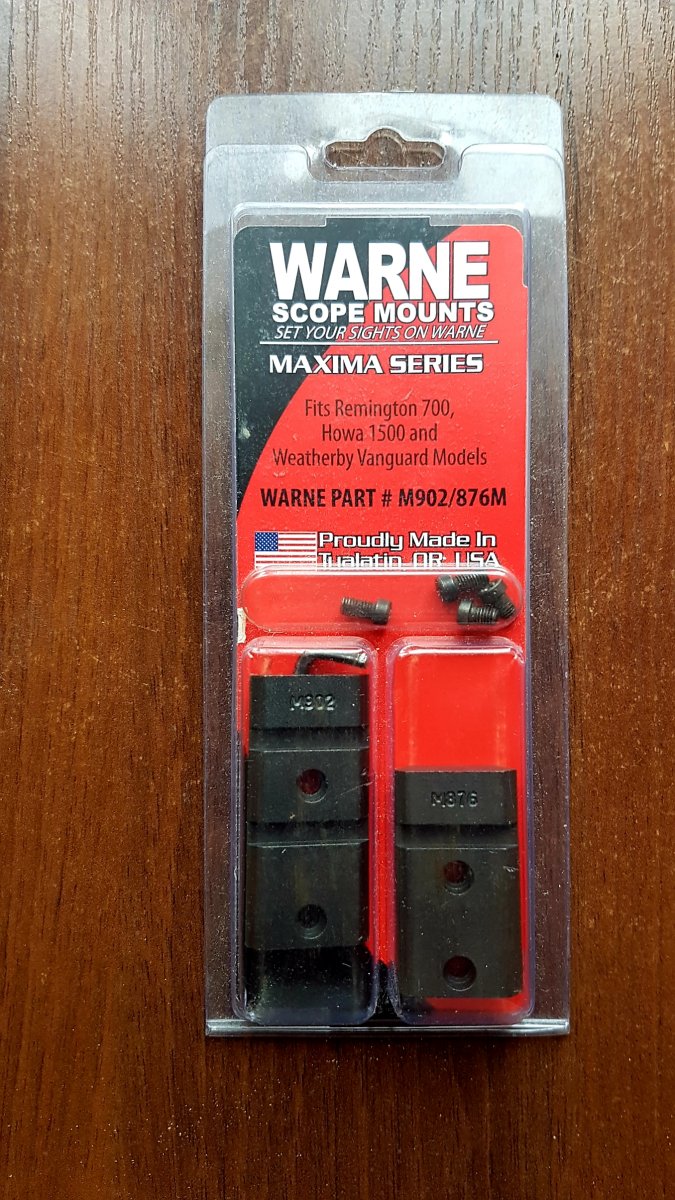 WARNE
SCOPE MOUNTS
SET YOUR SIGHTS ON WARNE
MAXIMA SERIES
Fits Remington 700,
Howa 1500 and
Weatherby Vanguard Models
WARNE PART # M902/876M
Proudly Made In
Tualatin, OR, USA
M902
M876